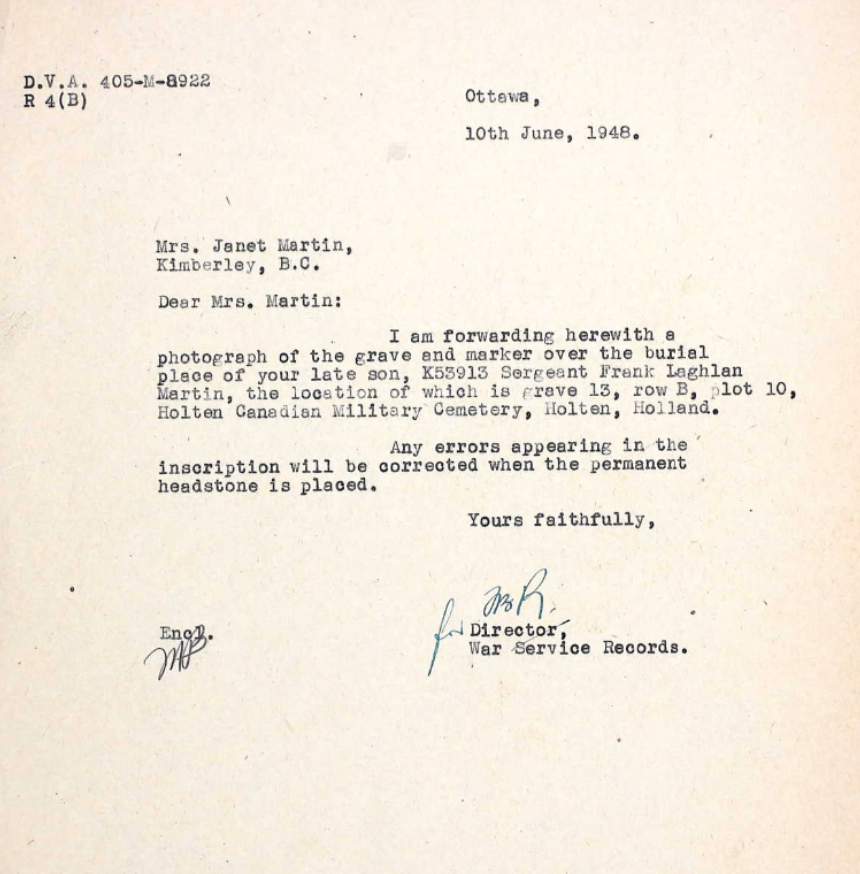 D.V.A. 405-M-8922
R 4(B)
Ottawa,
10th June, 1948.
Mrs. Janet Martin,
Kimberley, B.C.
Dear Mrs. Martin:
I am forwarding herewith a
photograph of the grave and marker over the burial
place of your late son, K53913 Sergeant Frank Laghlan
Martin, the location of which is grave 13, row B, plot 10,
Holten Canadian Military Cemetery, Holten, Holland.
Any errors appearing in the
inscription will be corrected when the permanent
headstone is placed.
Yours faithfully,
for Director,
War Service Records.
Encl.